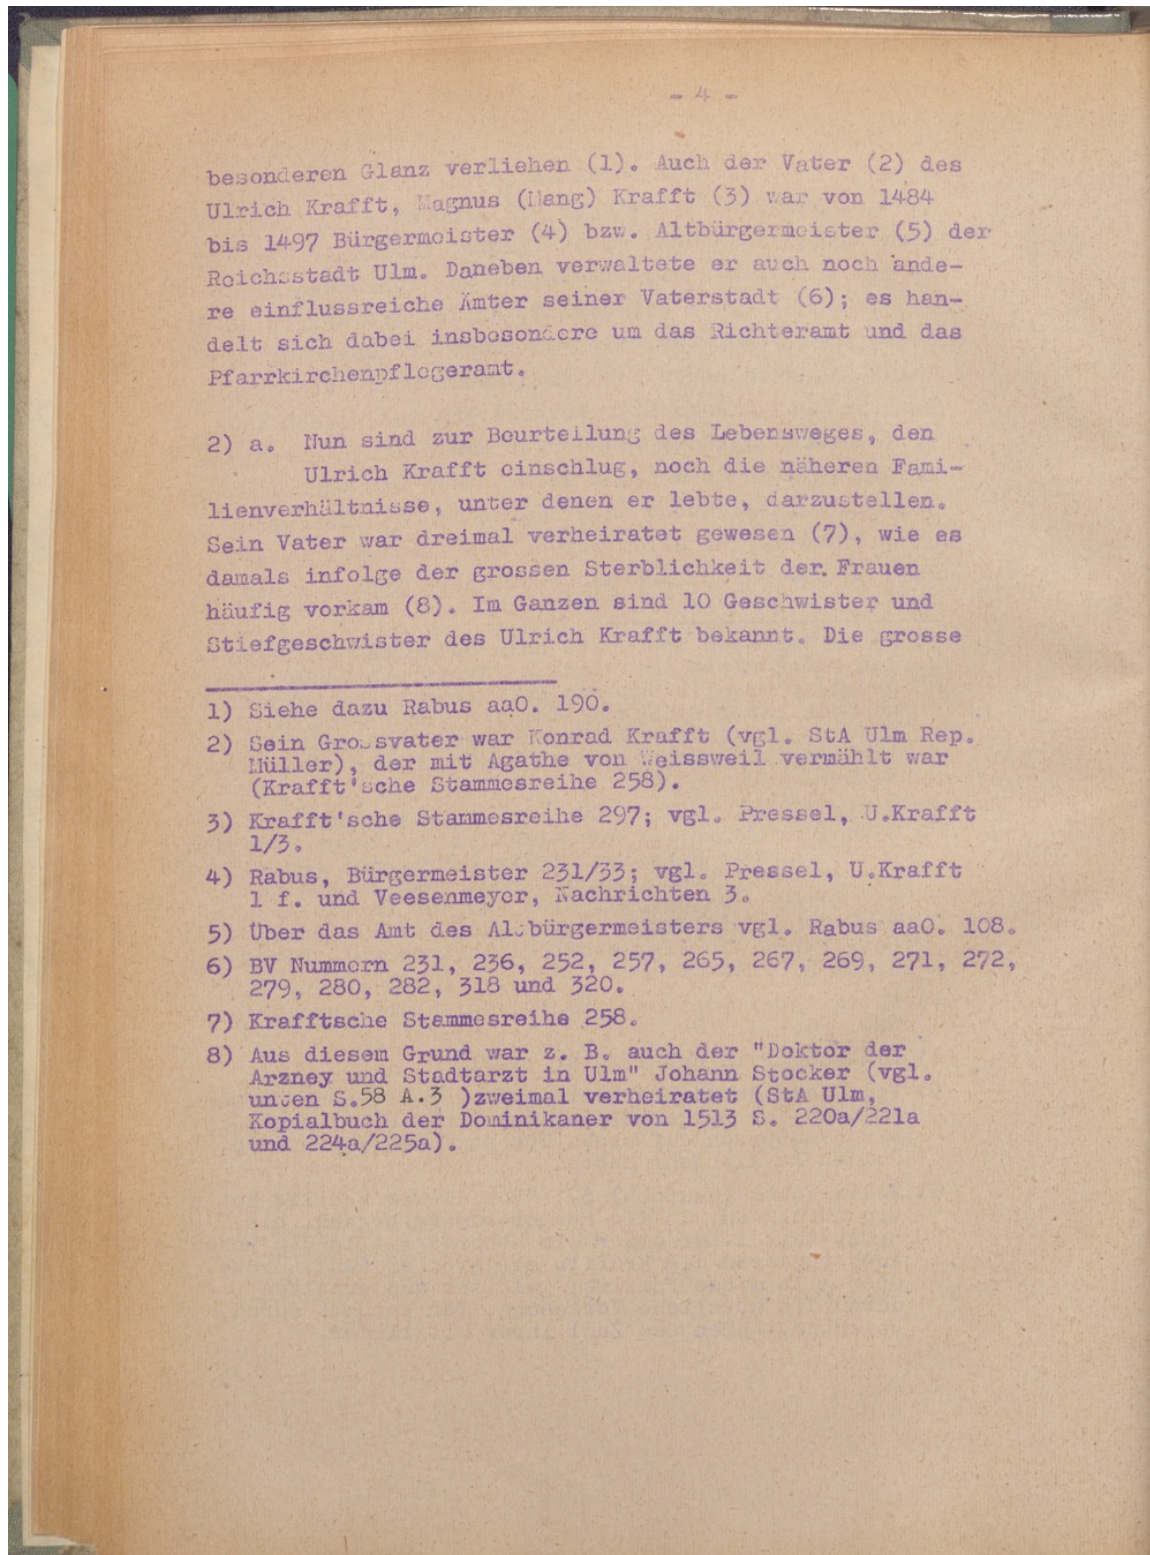 - 4 -
besonderen Glanz verliehen (1). Auch der Vater (2) des
Ulrich Krafft, Magnus (Mang) Krafft (3) war von 1484
bis 1497 Bürgermeister (4) bzw. Altbürgermeister (5) der
Reichsstadt Ulm. Daneben verwaltete er auch noch ande-
re einflussreiche Ämter seiner Vaterstadt (6); es han-
delt sich dabei insbesondere um das Richteramt und das
Pfarrkirchenpflegeramt.
2) a. Nun sind zur Beurteilung des Lebensweges, den
Ulrich Krafft einschlug, noch die näheren Fami-
lienverhältnisse, unter denen er lebte, darzustellen.
Sein Vater war dreimal verheiratet gewesen (7), wie es
damals infolge der grossen Sterblichkeit der Frauen
häufig vorkam (8). Im Ganzen sind 10 Geschwister und
Stiefgeschwister des Ulrich Krafft bekannt. Die grosse
1) Siehe dazu Rabus aaO. 190.
2) Sein Grossvater war Konrad Krafft (vgl. StA Ulm Rep.
Müller), der mit Agathe von Weissweil vermählt war
(Krafft'sche Stammesreihe 258).
3) Krafft'sche Stammesreihe 297; vgl. Pressel, U.Krafft
1/3.
4) Rabus, Bürgermeister 231/33; vgl. Pressel, U.Krafft
1 f. und Veesenmeyer, Nachrichten 3.
5) Über das Amt des Altbürgermeisters vgl. Rabus aaO. 108.
6) BV Nummern 231, 236, 252, 257, 265, 267, 269, 271, 272,
279, 280, 282, 318 und 320.
7) Krafftsche Stammesreihe 258.
8) Aus diesem Grund war z. B. auch der "Doktor der
Arzney und Stadtarzt in Ulm" Johann Stocker (vgl.
unten S.58 A.3 )zweimal verheiratet (StA Ulm,
Kopialbuch der Dominikaner von 1513 S. 220a/221a
und 224a/225a).